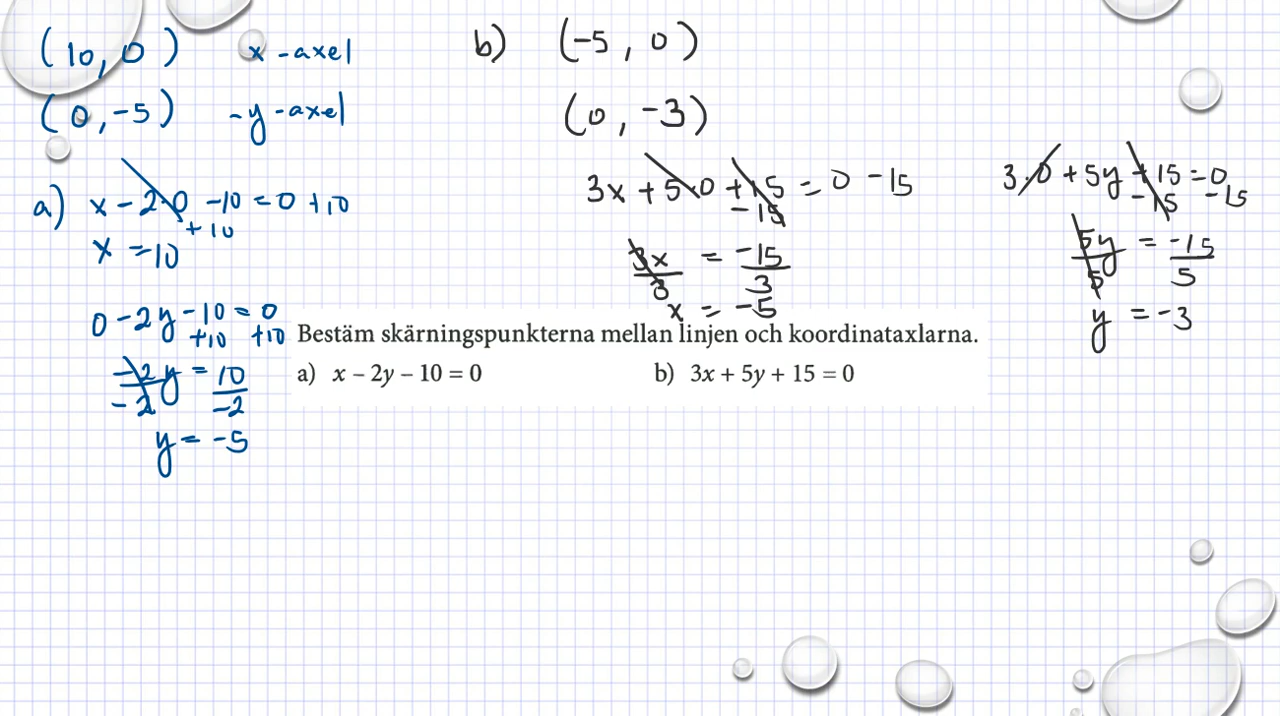 (10, 0) x-axel
(0, -5) -y-axel
a) x - 2·0 - 10 = 0 + 10
+ 10
x = 10
0 - 2y - 10 = 0
+10 +10
-2y = 10
-2 -2
y = -5
b) (-5, 0)
(0, -3)
3x + 5·0 + 15 = 0 - 15
- 15
3x = -15
3 3
x = -5
3·0 + 5y + 15 = 0
-15 -15
5y = -15
5 5
y = -3
Bestäm skärningspunkterna mellan linjen och koordinataxlarna.
a) x – 2y – 10 = 0 b) 3x + 5y + 15 = 0